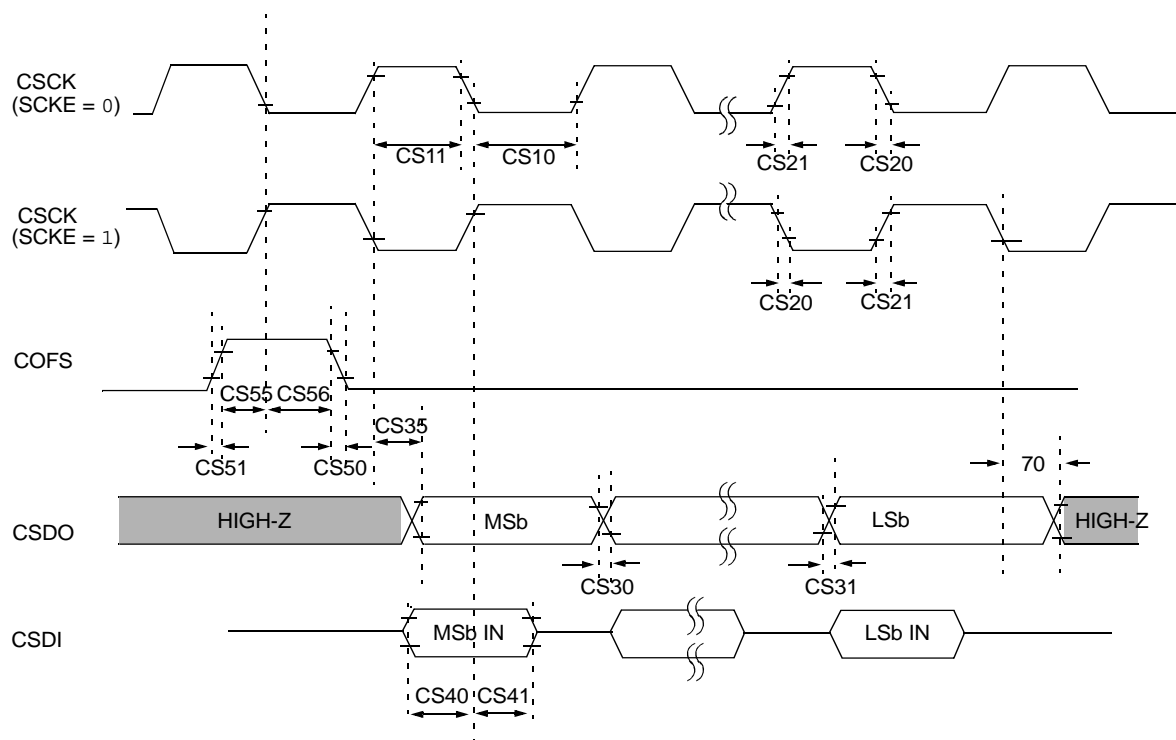 CSCK
(SCKE = 0)
CS11
CS10
CS21
CS20
CSCK
(SCKE = 1)
CS20
CS21
COFS
CS55
CS56
CS35
CS51
CS50
70
CSDO
HIGH-Z
MSb
LSb
HIGH-Z
CS30
CS31
CSDI
MSb IN
LSb IN
CS40
CS41